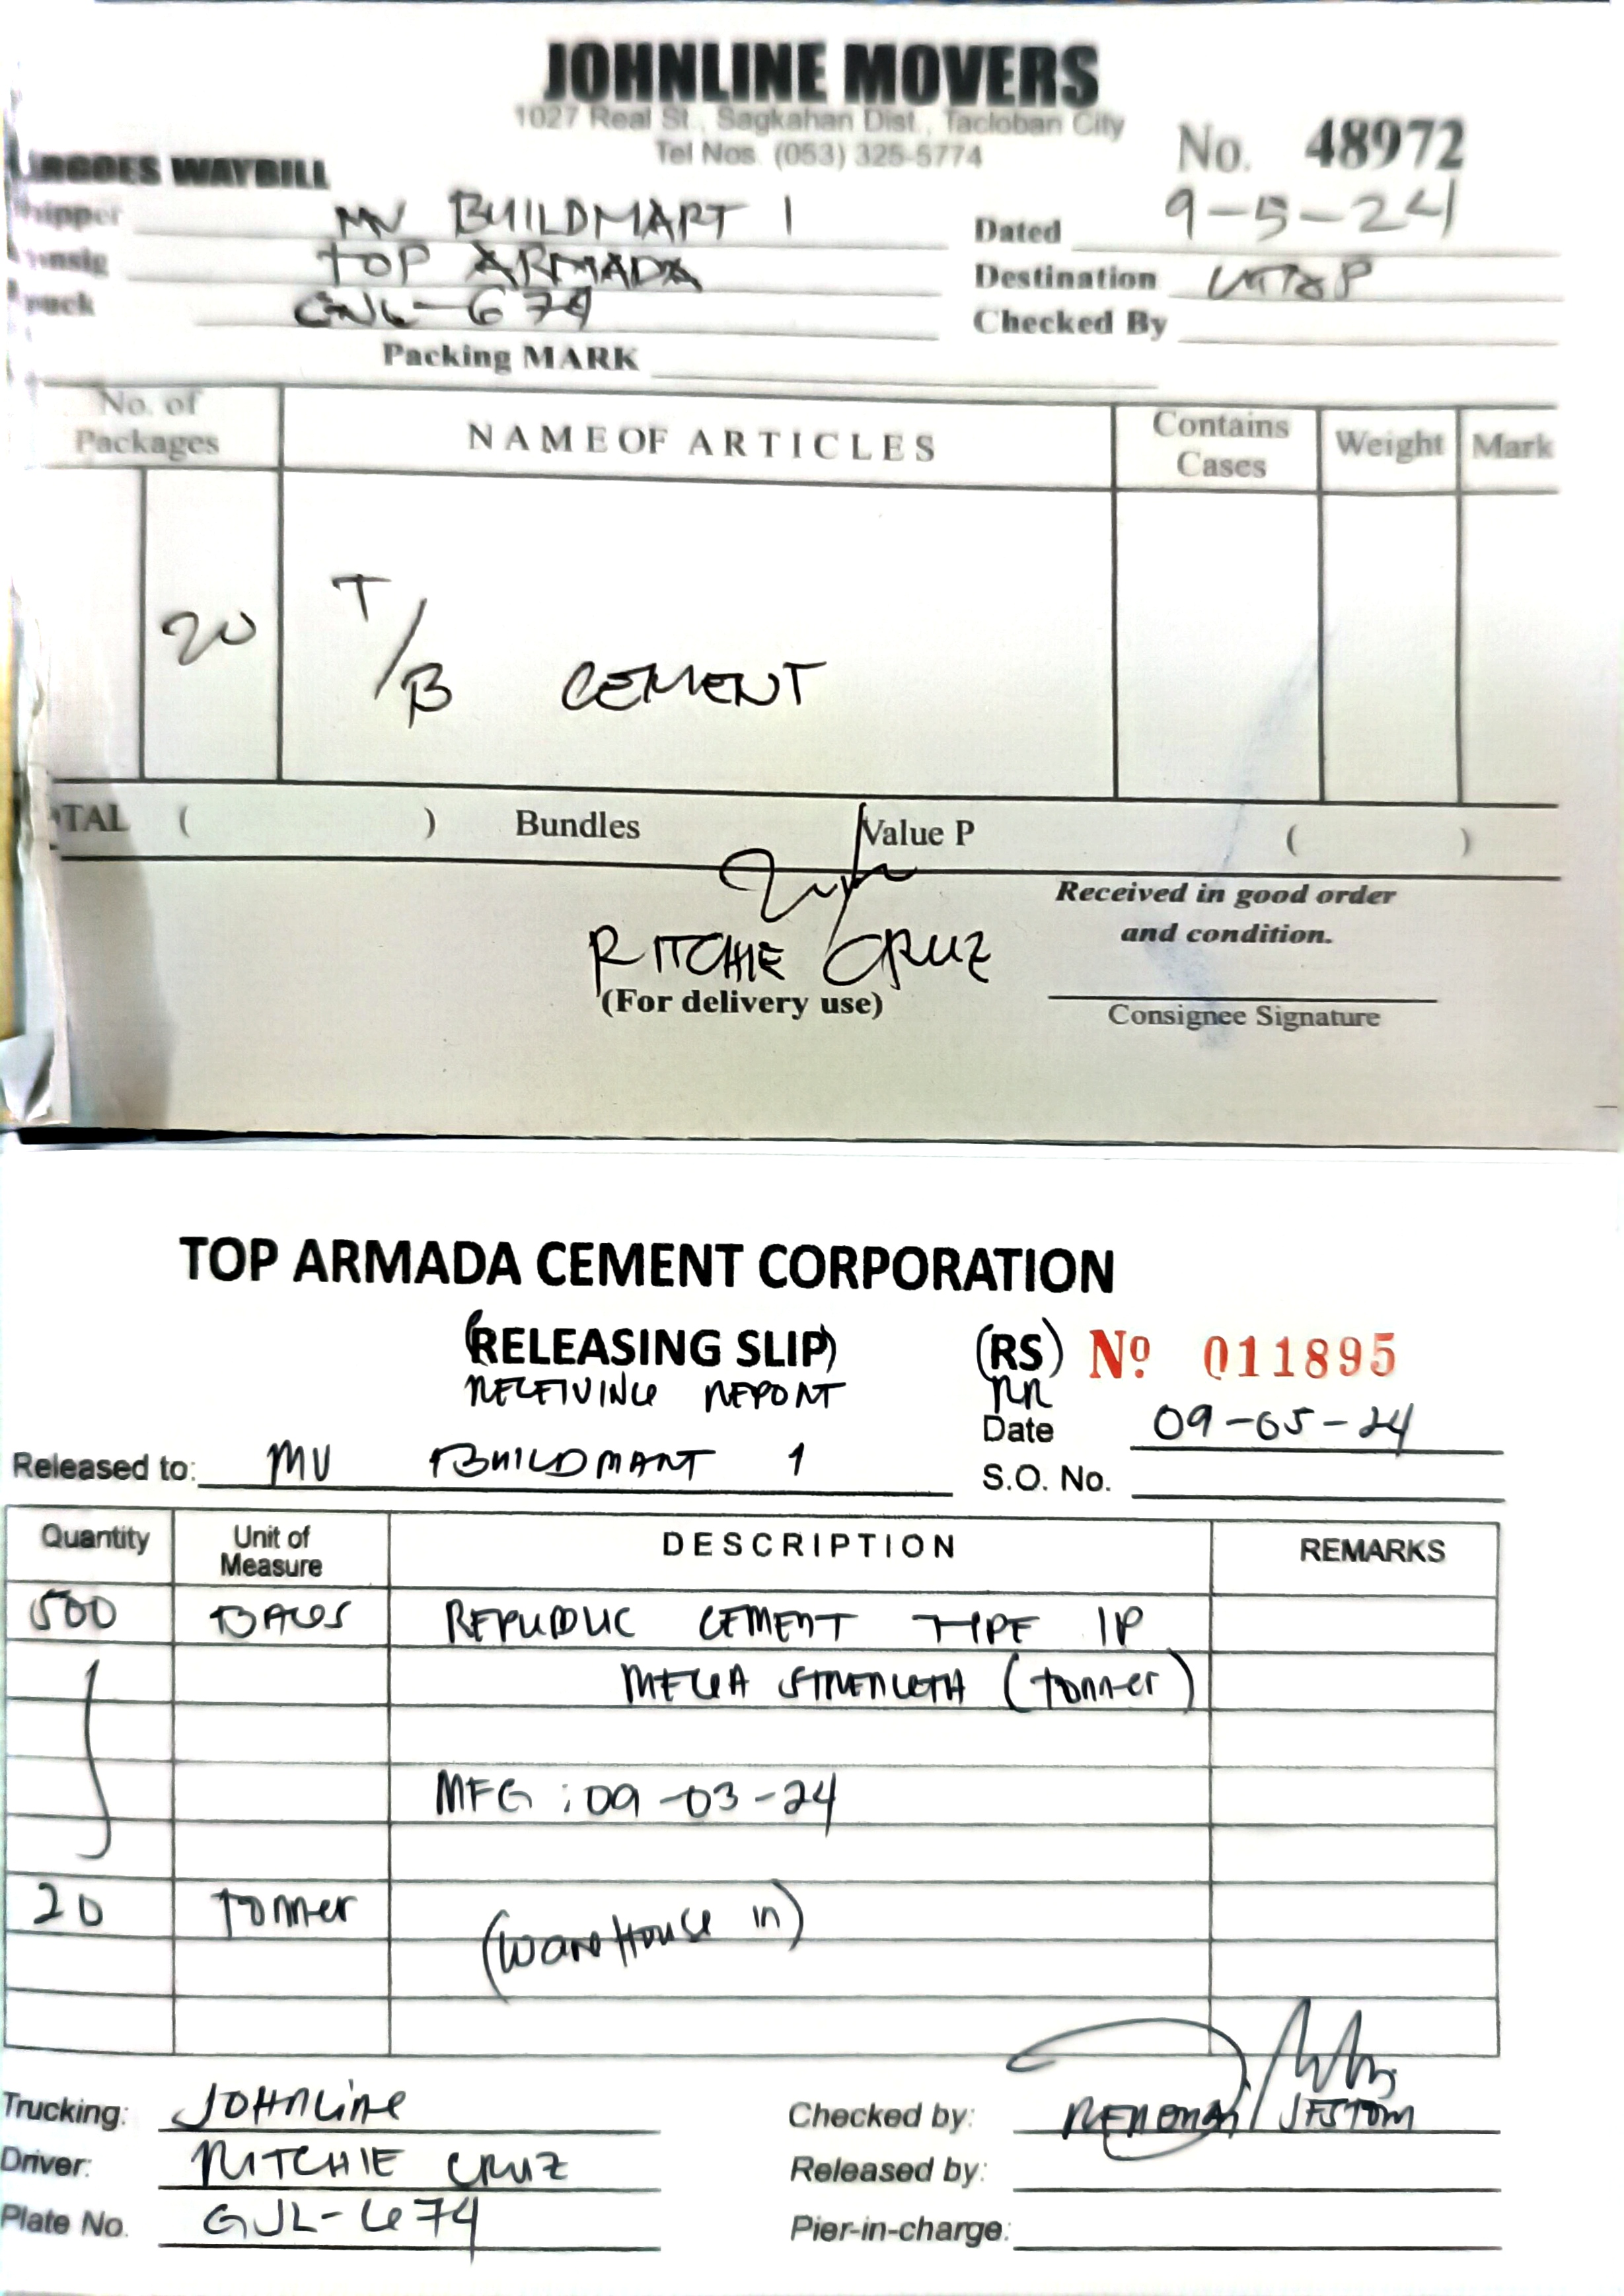 JOHNLINE MOVERS
1027 Real St., Sagkahan Dist., Tacloban City
Tel Nos. (053) 325-5774
No. 48972
WAYBILL
MV BUILDMART 1
Dated 9-5-24
TOP ARMADA
Destination
674
Checked By
Packing MARK
No. of Packages NAME OF ARTICLES Contains Cases Weight Mark
20 T/B CEMENT
TAL ( ) Bundles Value P ( )
Received in good order
and condition.
RITCHIE CRUZ
(For delivery use)
Consignee Signature
TOP ARMADA CEMENT CORPORATION
(RELEASING SLIP) (RS) Nº 011895
RECEIVING REPORT RR
Date 09-05-24
Released to: MV BUILDMART 1
S.O. No.
Quantity Unit of Measure DESCRIPTION REMARKS
500 BAGS REPUBLIC CEMENT TYPE 1P
MEGA STRENGTH (tonner)
MFG : 09-03-24
20 tonner (WareHouse in)
Trucking: JOHNLINE
Checked by: / JESTOM
Driver: RITCHIE CRUZ
Released by:
Plate No. GJL-674
Pier-in-charge: